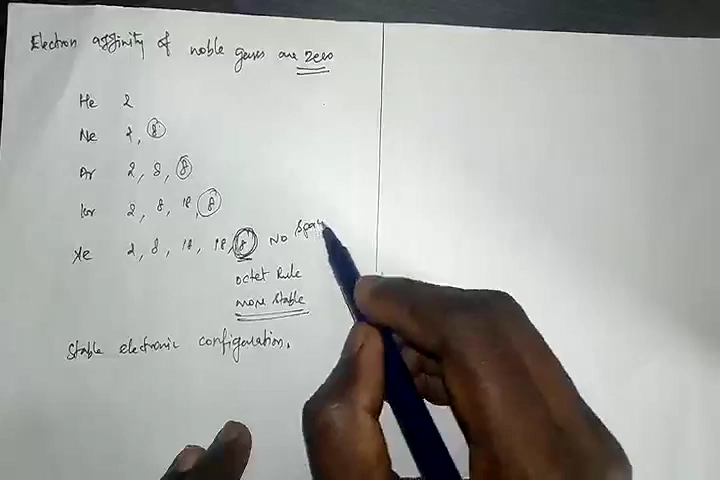 Electron affinity of noble gases are zero
He 2
Ne 2, 8
Ar 2, 8, 8
Kr 2, 8, 18, 8
Xe 2, 8, 18, 18, 8 No
octet Rule
more stable
Stable electronic configuration.